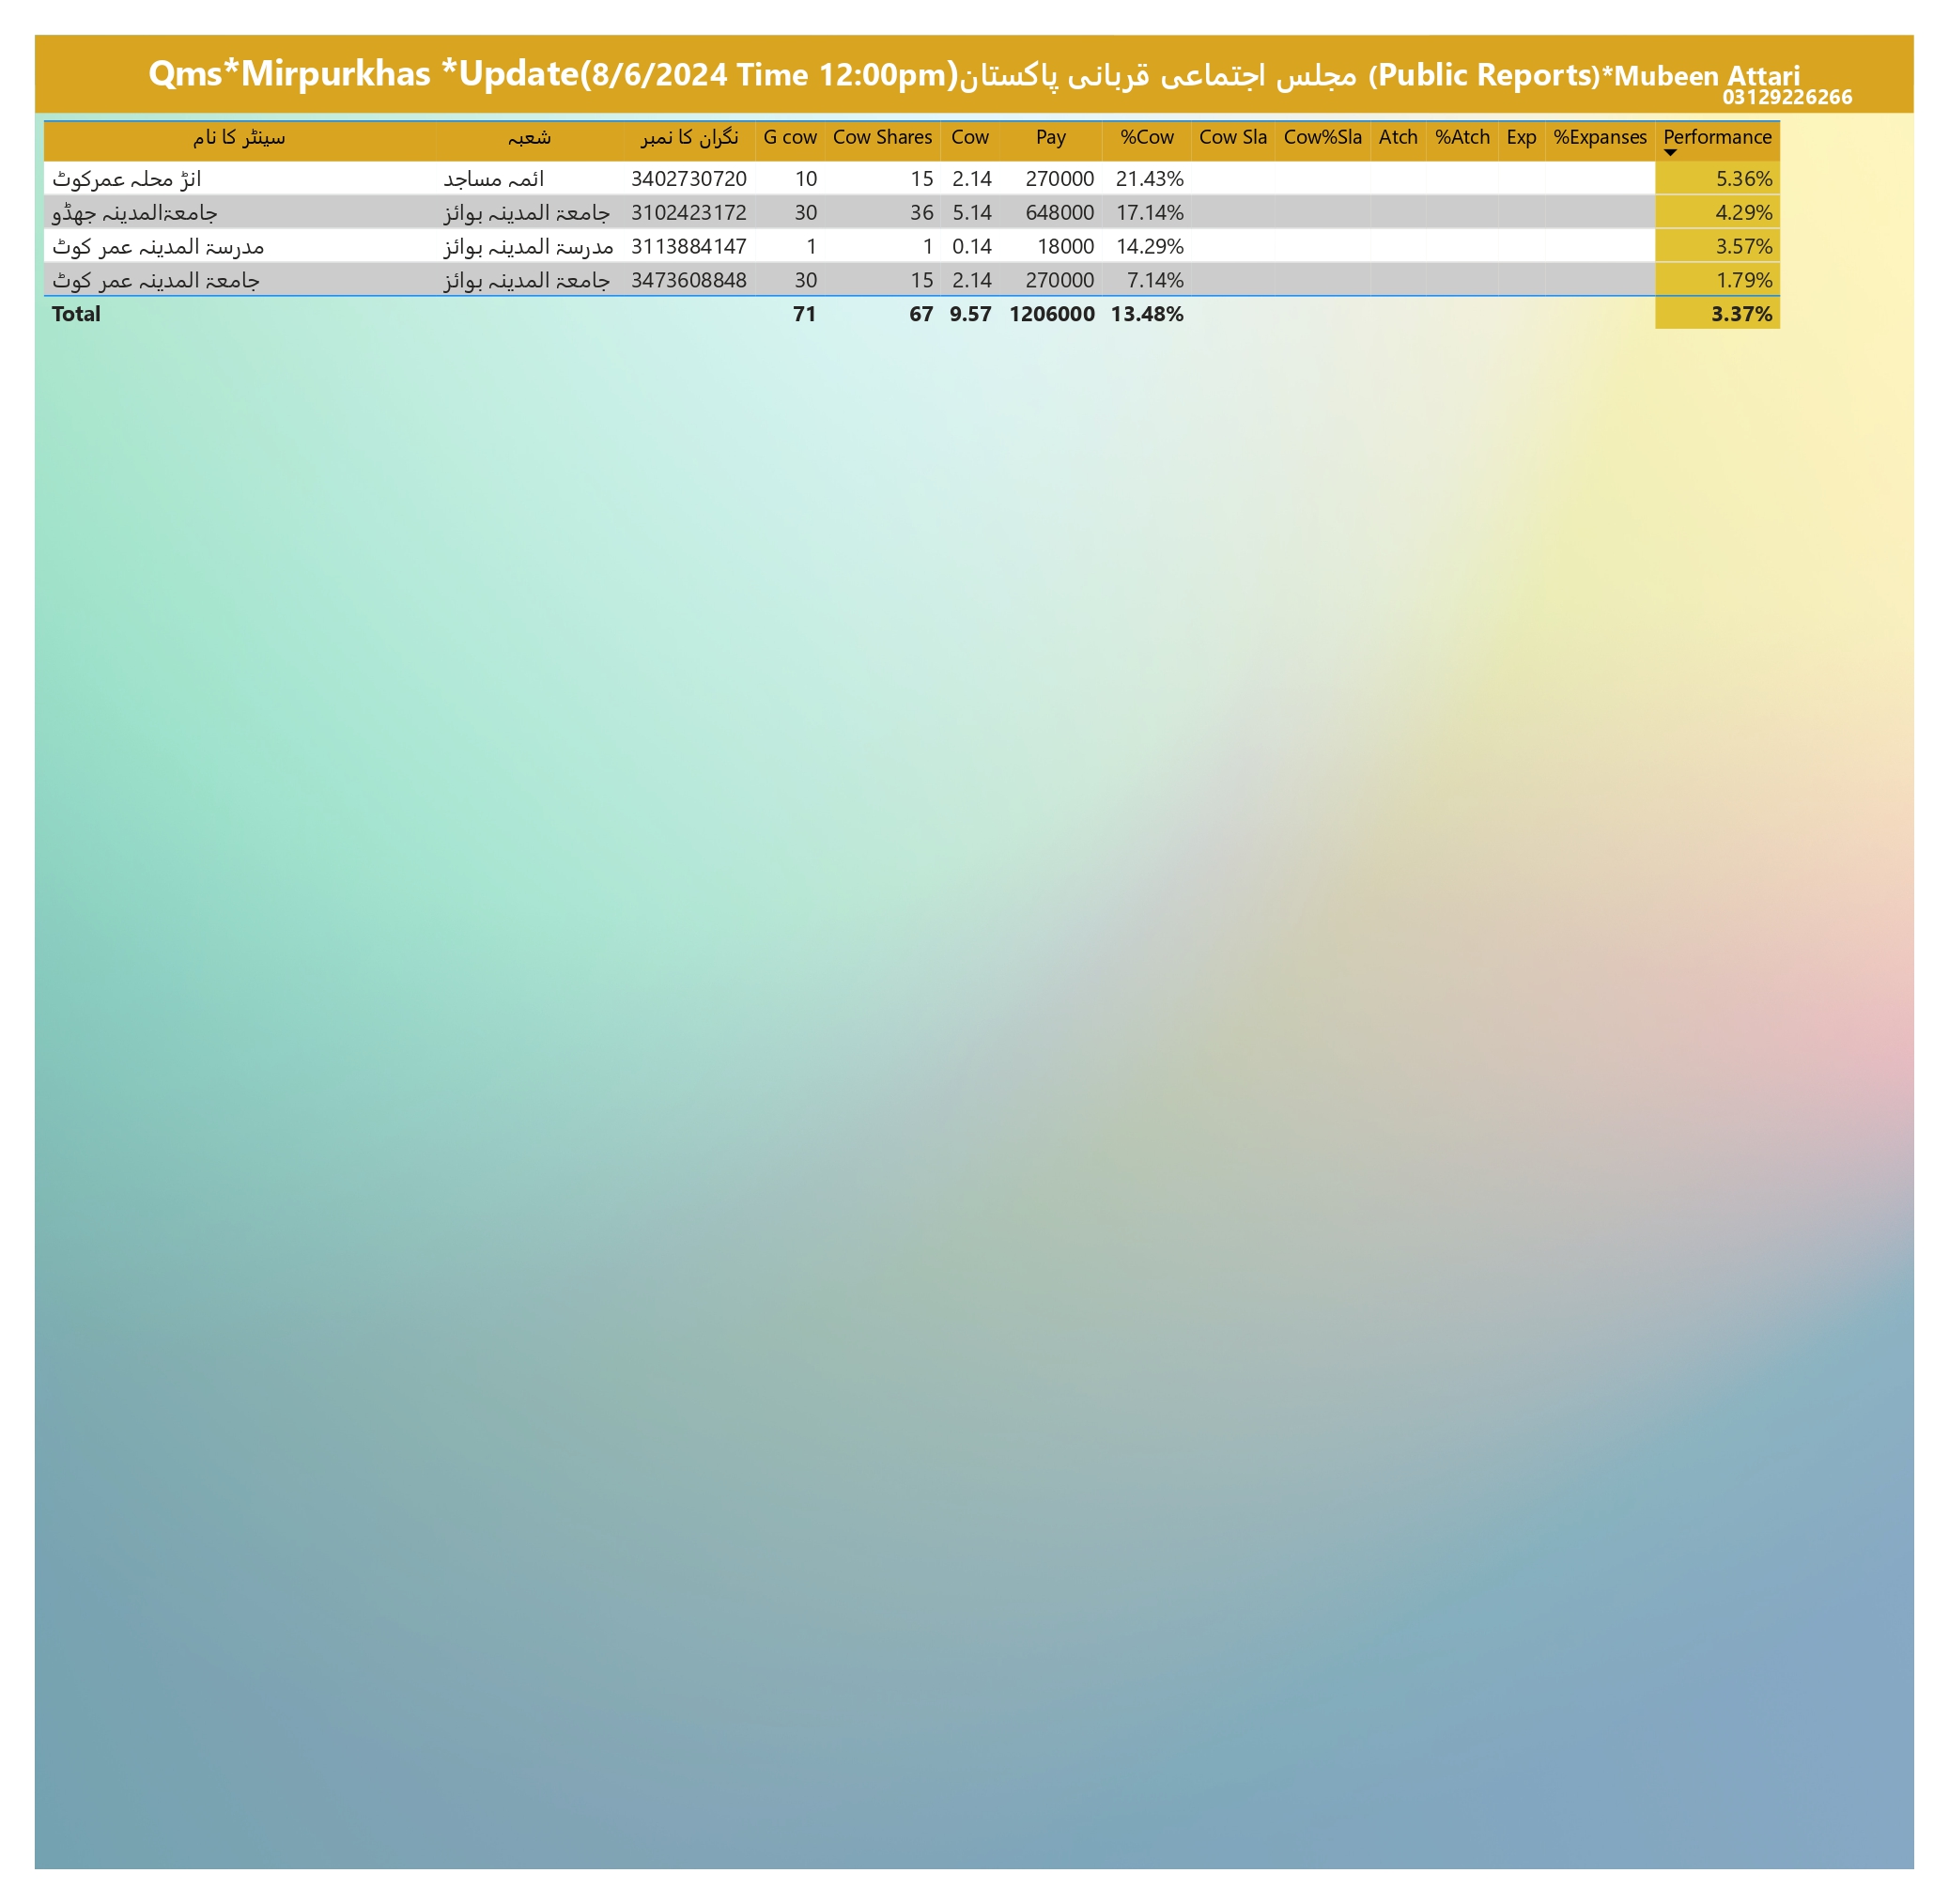 Qms*Mirpurkhas *Update(8/6/2024 Time 12:00pm)مجلس اجتماعی قربانی پاکستان (Public Reports)*Mubeen Attari
03129226266
سینٹر کا نام شعبہ نگران کا نمبر G cow Cow Shares Cow Pay %Cow Cow Sla Cow%Sla Atch %Atch Exp %Expanses Performance
انڑ محلہ عمرکوٹ ائمہ مساجد 3402730720 10 15 2.14 270000 21.43% 5.36%
جامعۃالمدینہ جھڈو جامعۃ المدینہ بوائز 3102423172 30 36 5.14 648000 17.14% 4.29%
مدرسۃ المدینہ عمر کوٹ مدرسۃ المدینہ بوائز 3113884147 1 1 0.14 18000 14.29% 3.57%
جامعۃ المدینہ عمر کوٹ جامعۃ المدینہ بوائز 3473608848 30 15 2.14 270000 7.14% 1.79%
Total 71 67 9.57 1206000 13.48% 3.37%